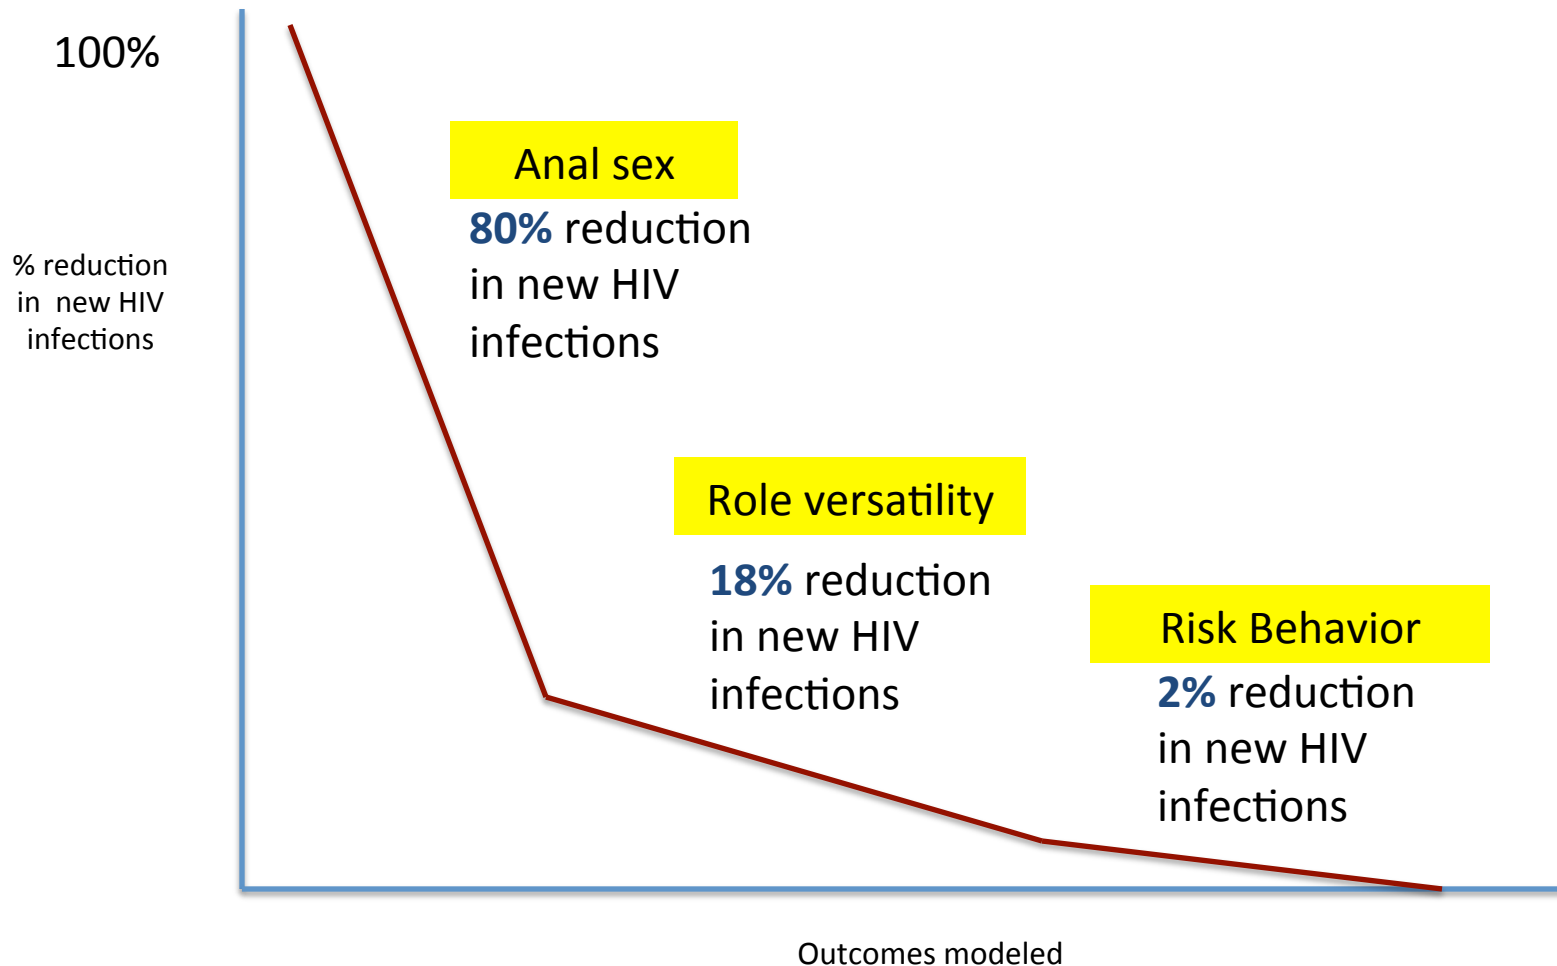 100%
% reduction
in new HIV
infections
Anal sex
80% reduction
in new HIV
infections
Role versatility
18% reduction
in new HIV
infections
Risk Behavior
2% reduction
in new HIV
infections
Outcomes modeled